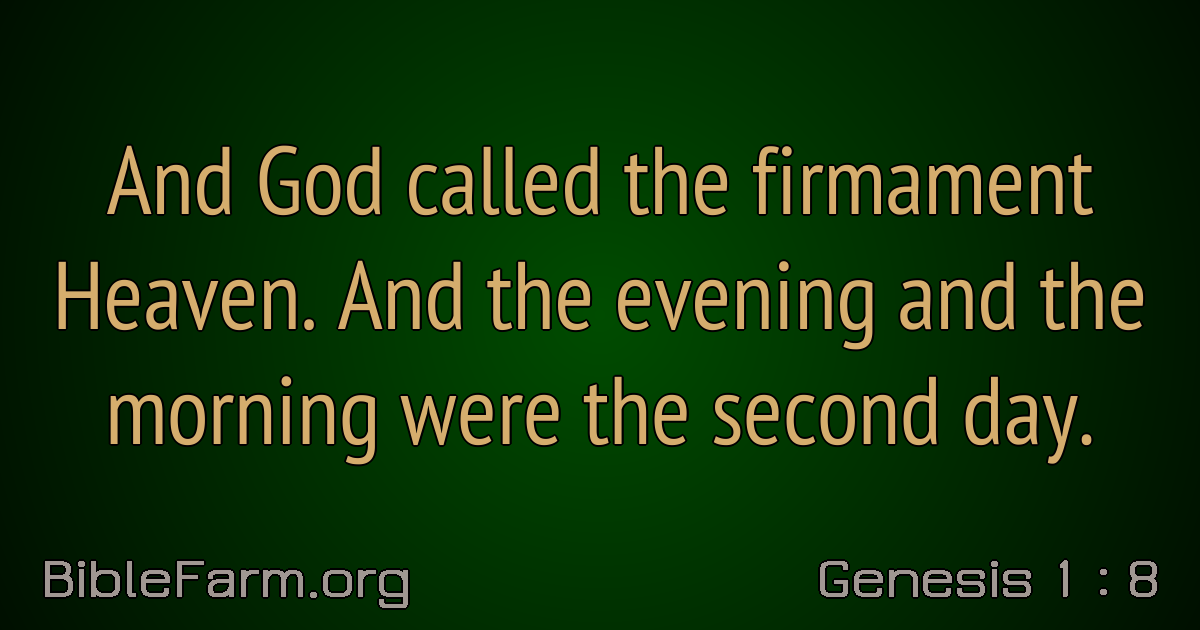 And God called the firmament
Heaven. And the evening and the
morning were the second day.
BibleFarm.org
Genesis 1 : 8